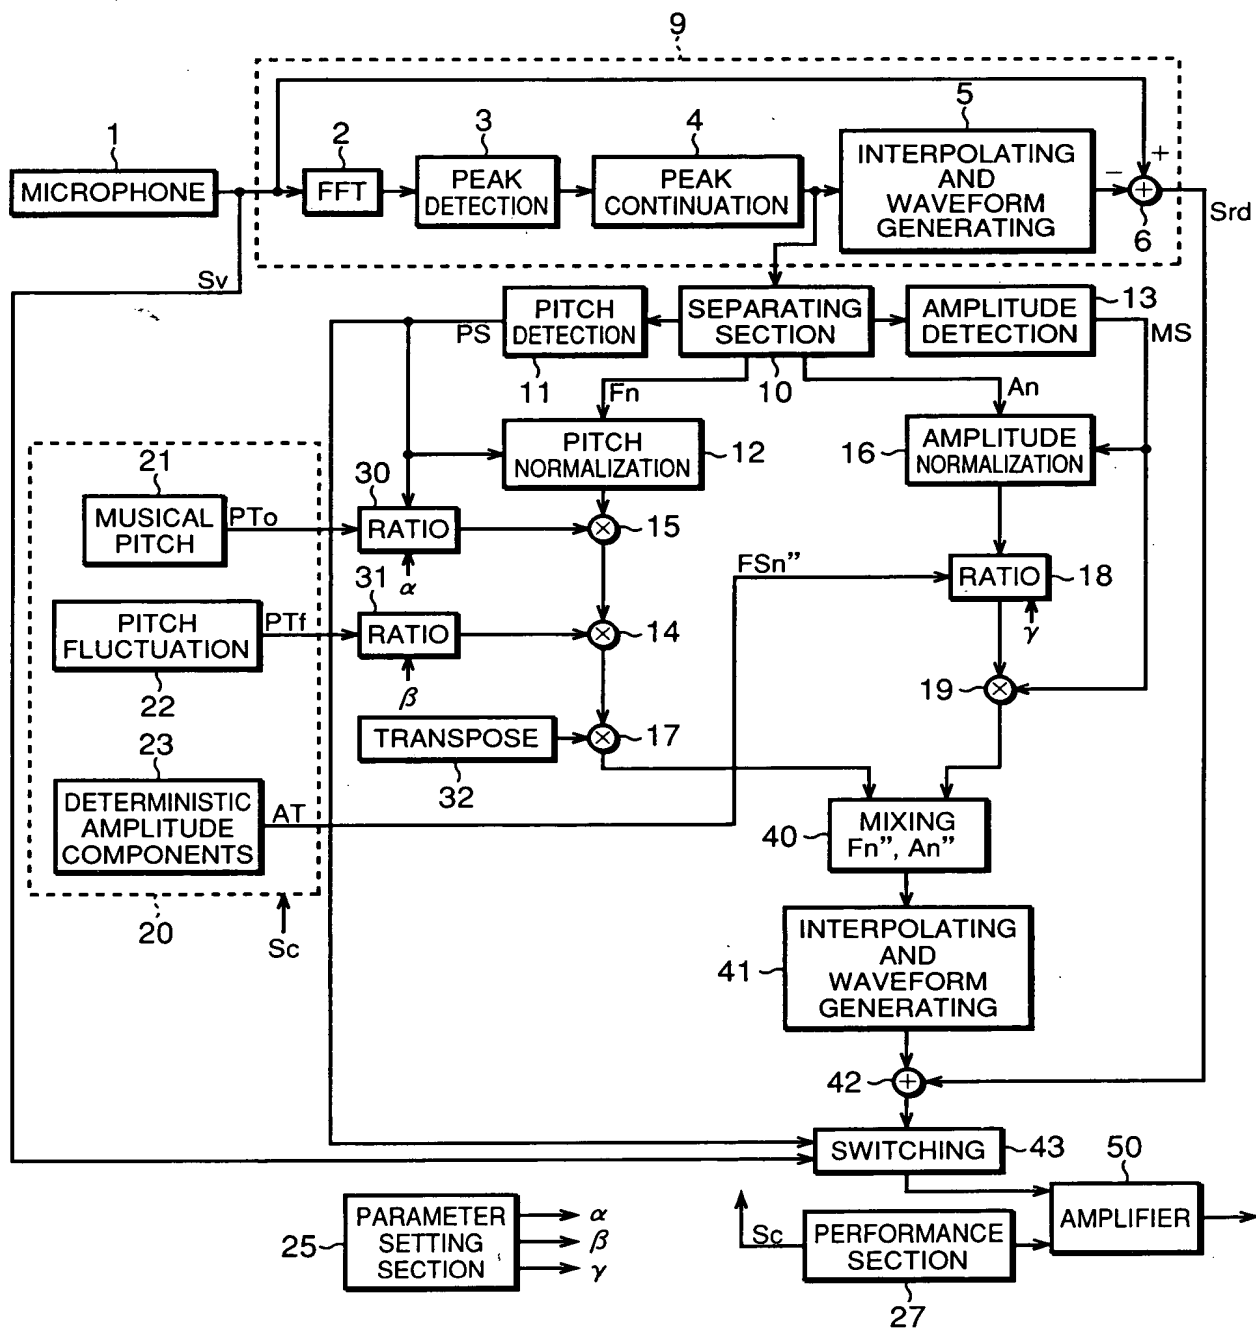 9
1
MICROPHONE
2
FFT
3
PEAK
DETECTION
4
PEAK
CONTINUATION
5
INTERPOLATING
AND
WAVEFORM
GENERATING
+
−
+
6
Srd
Sv
PS
PITCH
DETECTION
11
SEPARATING
SECTION
10
AMPLITUDE
DETECTION
13
MS
Fn
An
PITCH
NORMALIZATION
12
16
AMPLITUDE
NORMALIZATION
21
MUSICAL
PITCH
PTo
30
RATIO
α
×
15
FSn”
RATIO
18
γ
PITCH
FLUCTUATION
22
PTf
31
RATIO
β
×
14
19
×
23
DETERMINISTIC
AMPLITUDE
COMPONENTS
AT
TRANSPOSE
32
×
17
40
MIXING
Fn”, An”
20
Sc
41
INTERPOLATING
AND
WAVEFORM
GENERATING
42
+
SWITCHING
43
50
AMPLIFIER
25
PARAMETER
SETTING
SECTION
α
β
γ
Sc
PERFORMANCE
SECTION
27